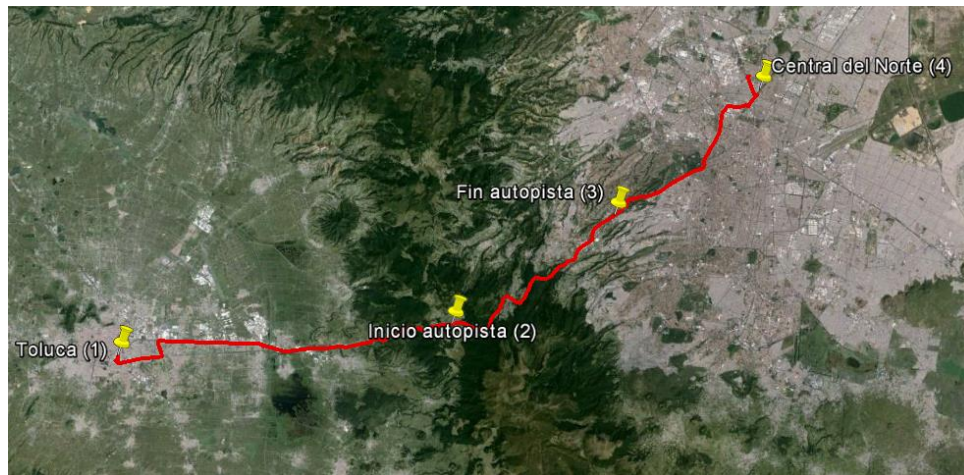 Central del Norte (4)
Fin autopista (3)
Inicio autopista (2)
Toluca (1)